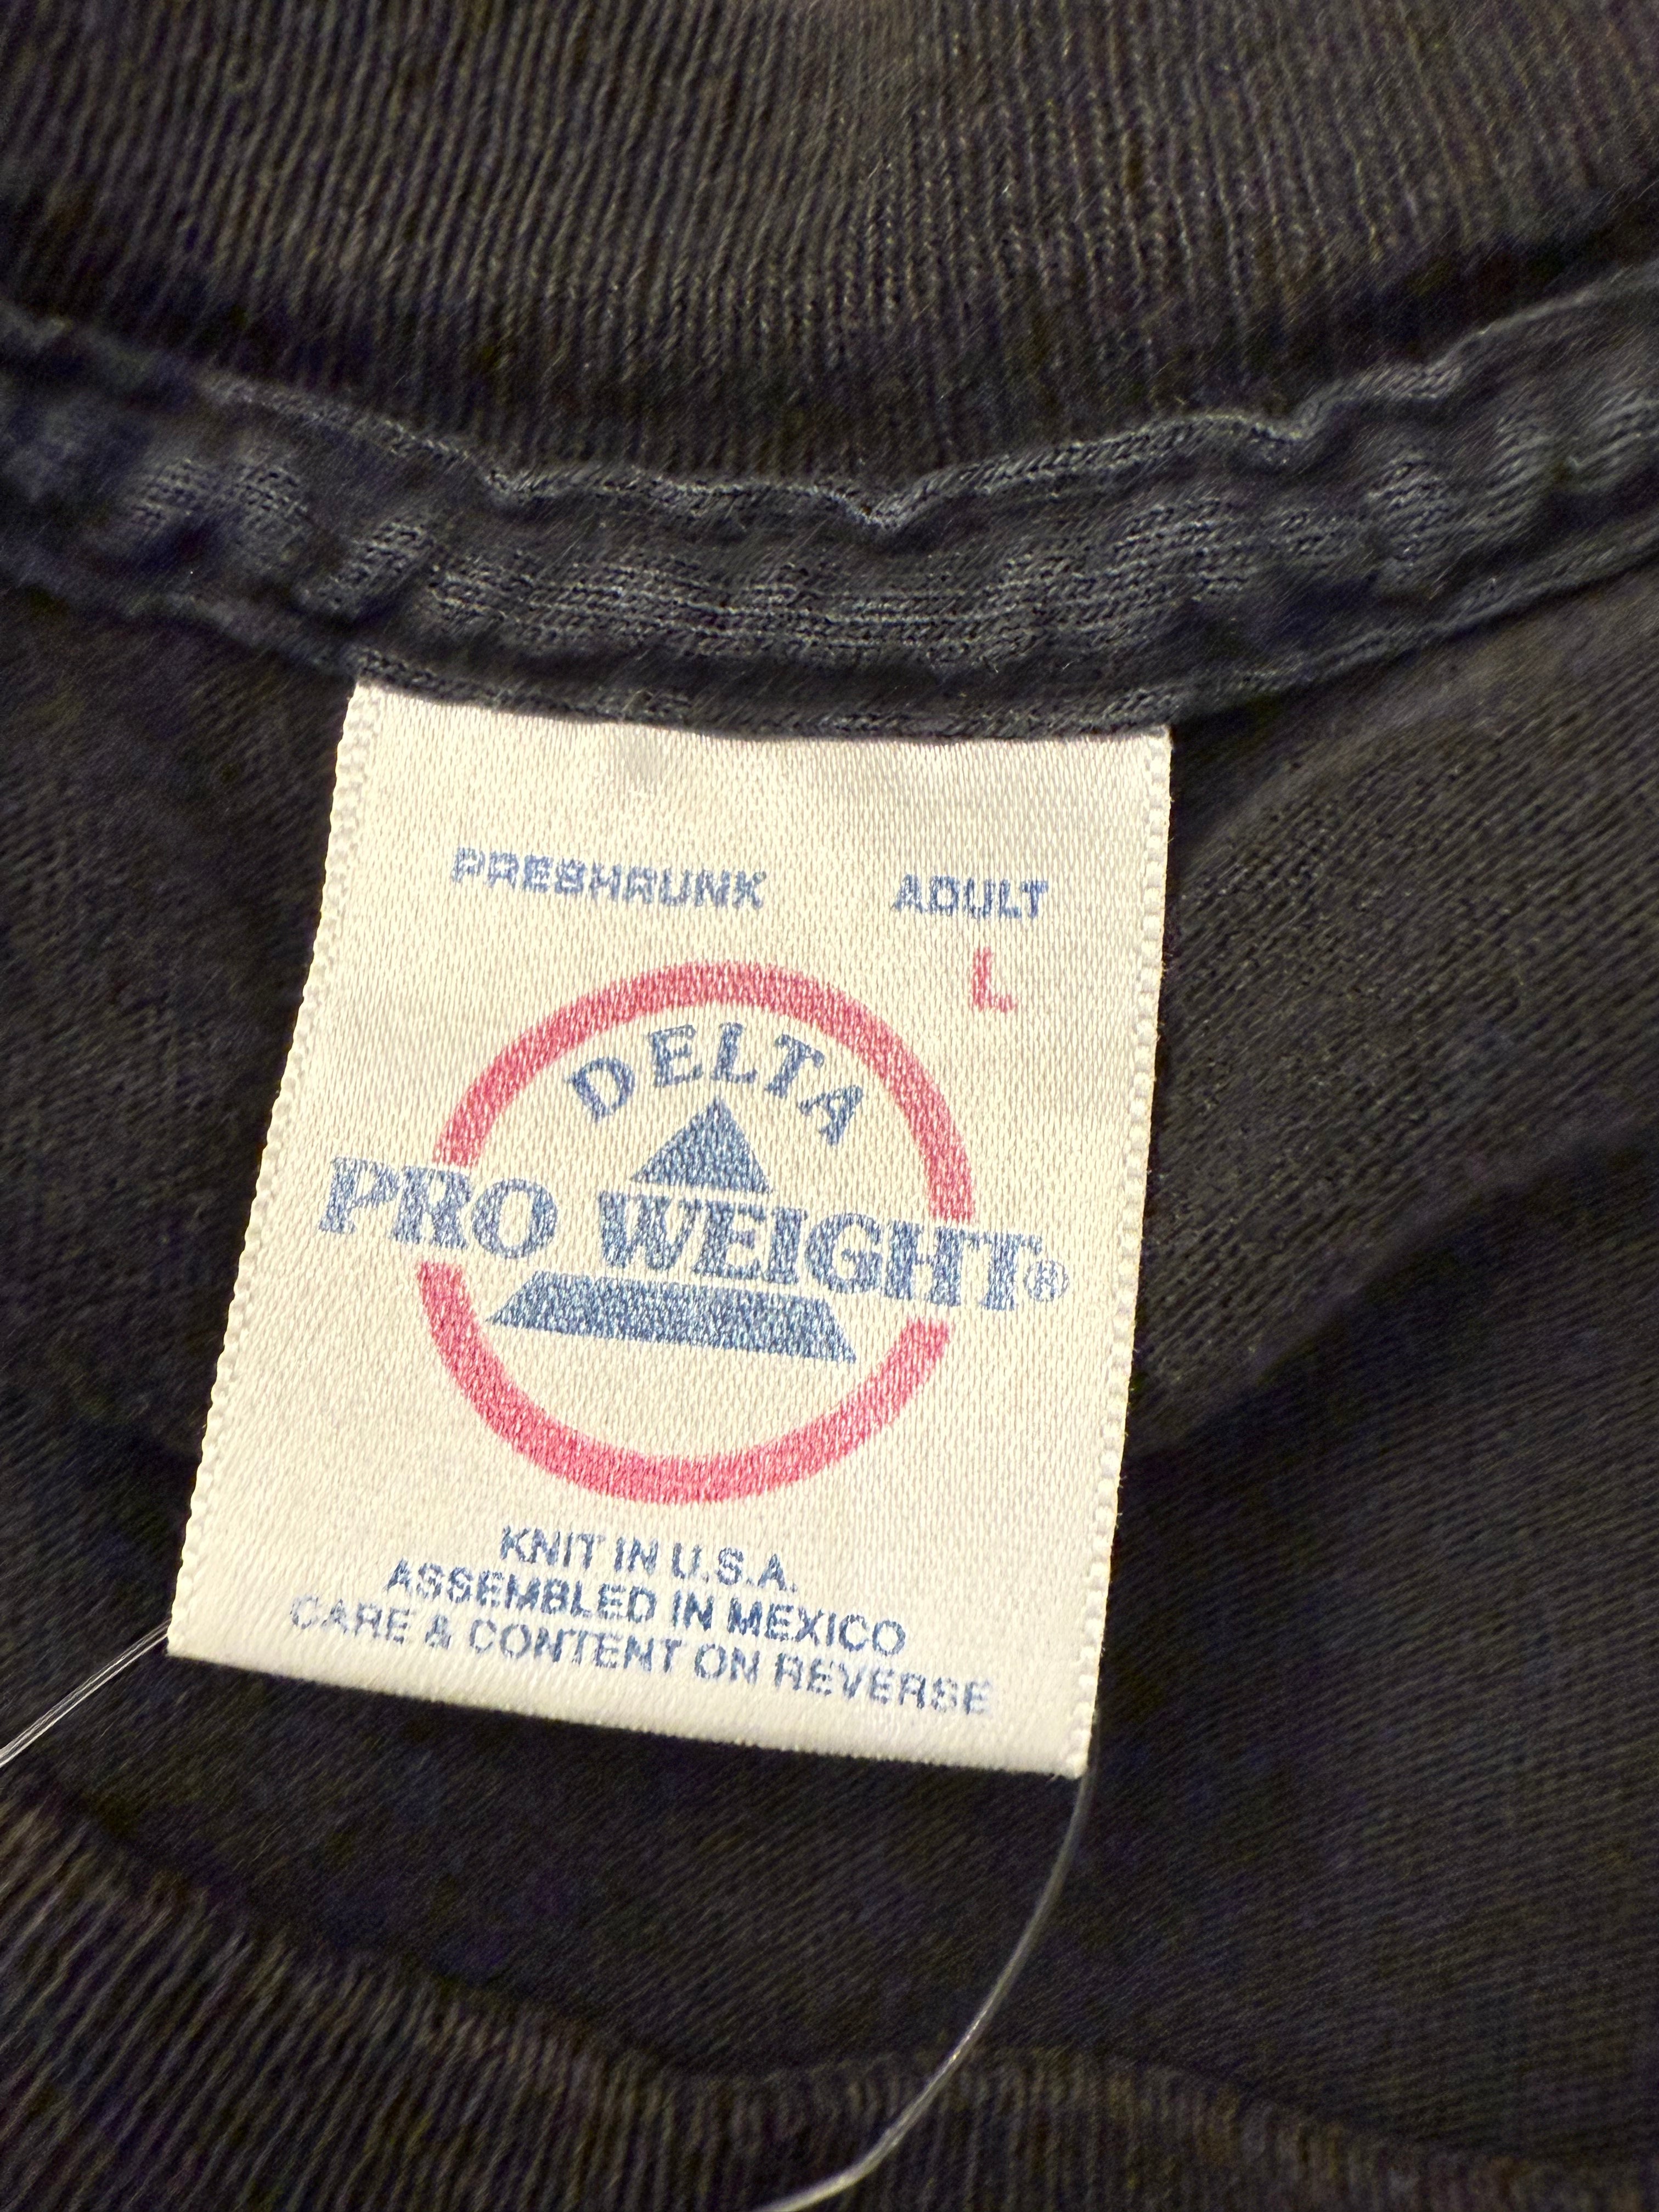 PRESHRUNK ADULT
L
DELTA
PRO WEIGHT®
KNIT IN U.S.A.
ASSEMBLED IN MEXICO
CARE & CONTENT ON REVERSE